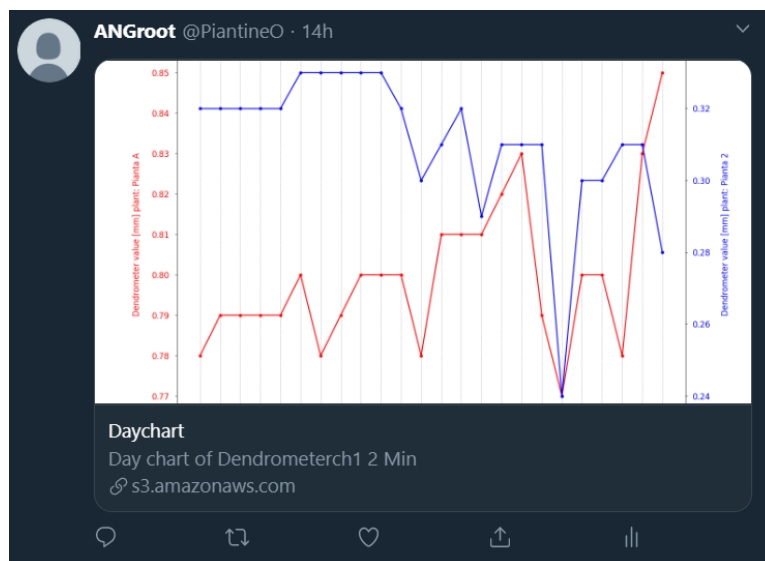 ANGroot @PiantineO · 14h
0.85
0.84
0.83
0.82
0.81
0.80
0.79
0.78
0.77
Dendrometer value [mm] plant: Pianta A
0.32
0.30
0.28
0.26
0.24
Dendrometer value [mm] plant: Pianta 2
Daychart
Day chart of Dendrometerch1 2 Min
s3.amazonaws.com